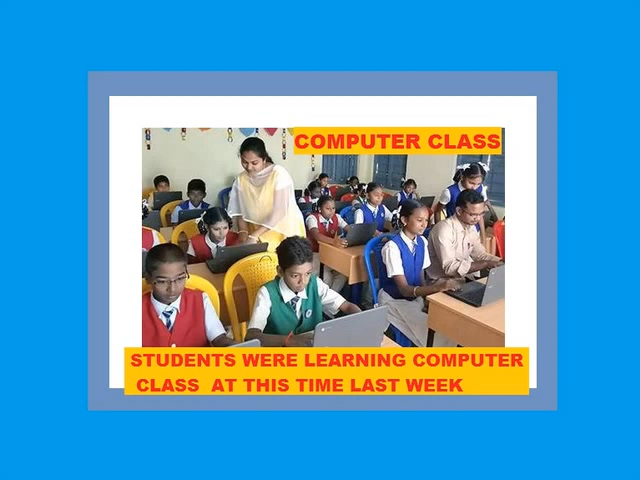 COMPUTER CLASS
STUDENTS WERE LEARNING COMPUTER
CLASS AT THIS TIME LAST WEEK